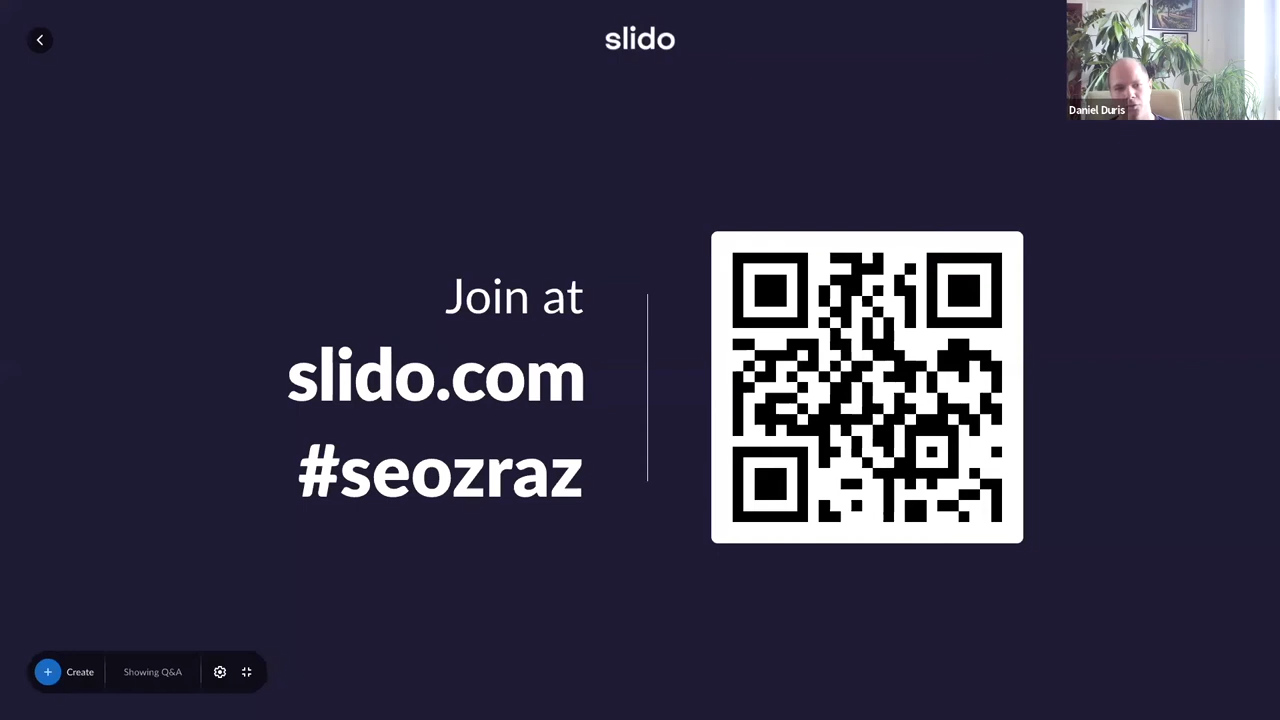 slido
Daniel Duris
Join at
slido.com
#seozraz
Create
Showing Q&A